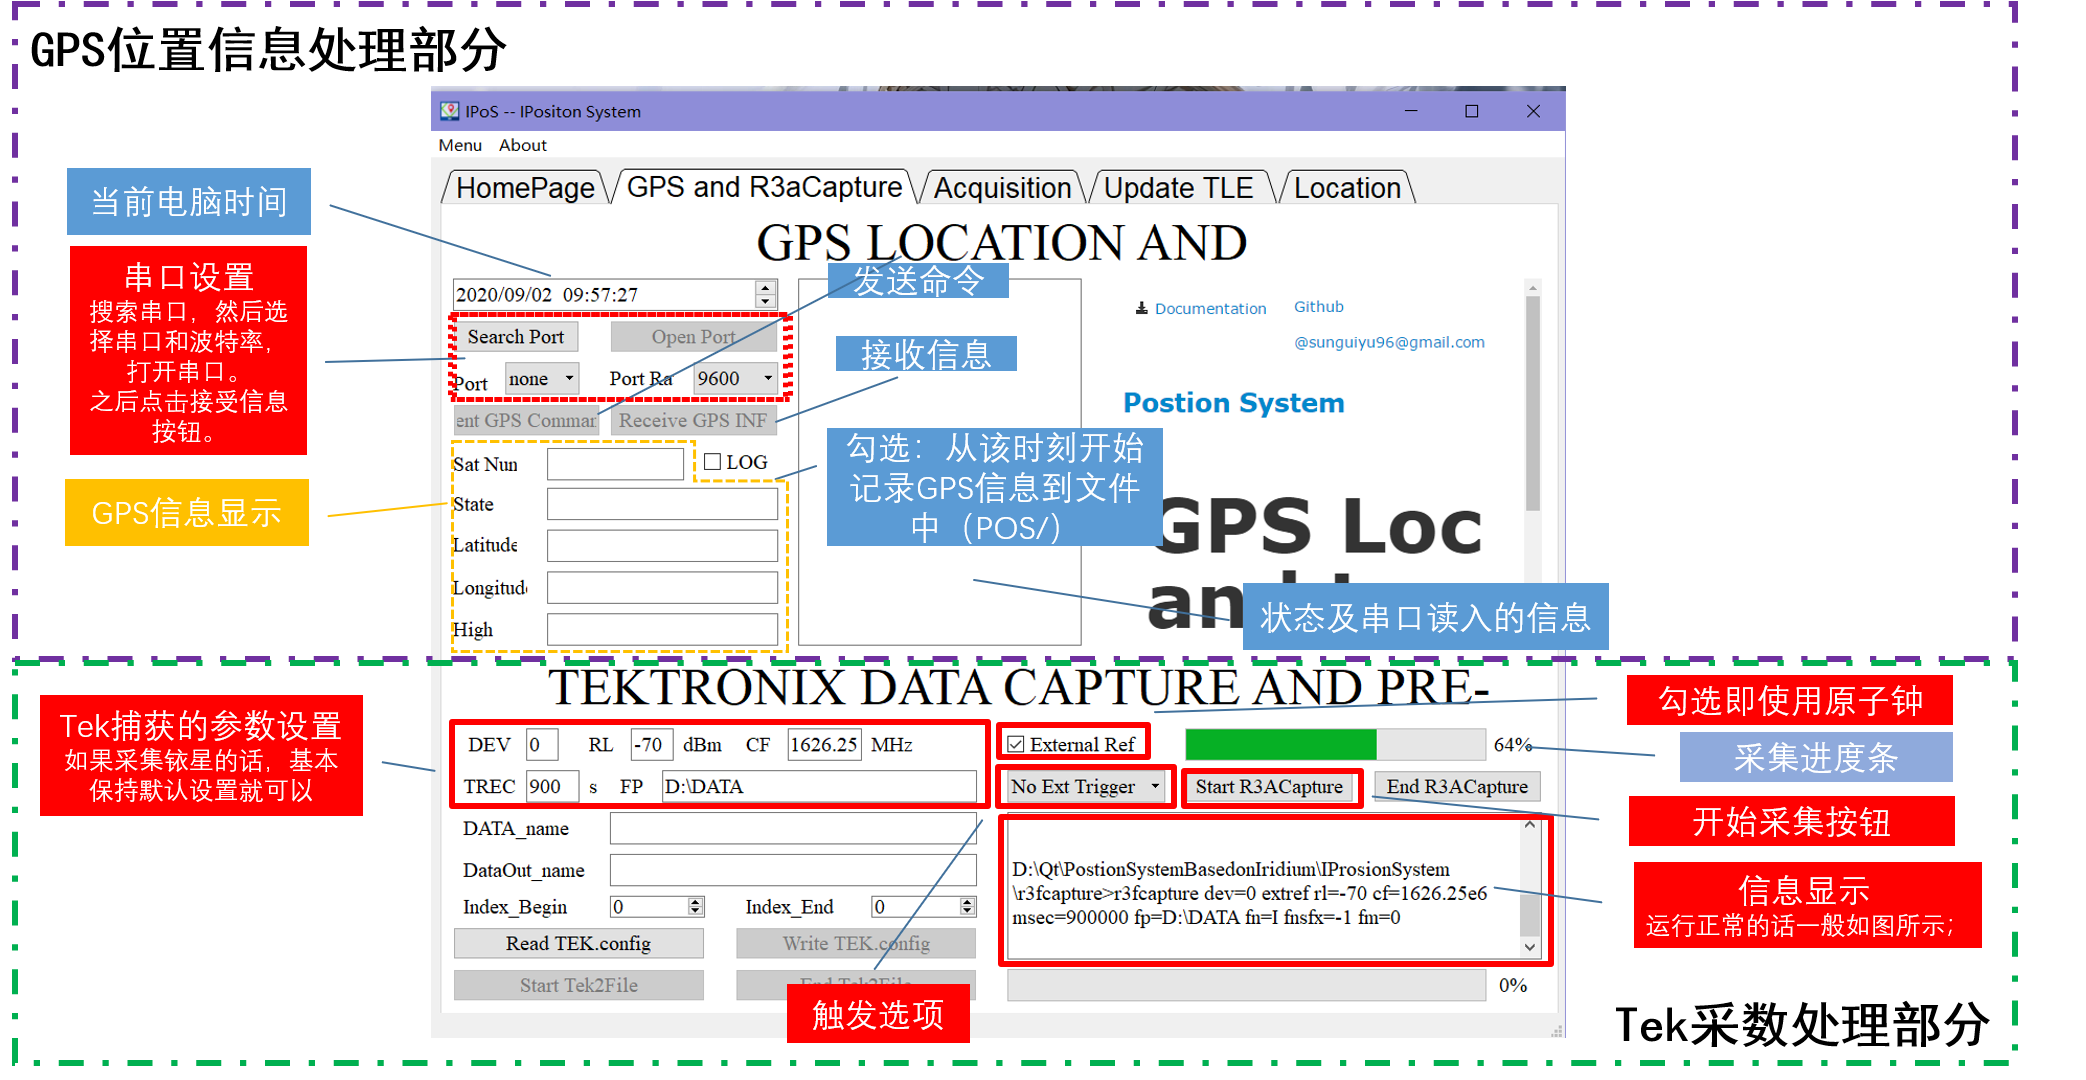 GPS位置信息处理部分
IPoS -- IPositon System
Menu About
HomePage
GPS and R3aCapture
Acquisition
Update TLE
Location
GPS LOCATION AND
当前电脑时间
串口设置
搜索串口，然后选
择串口和波特率，
打开串口。
之后点击接受信息
按钮。
GPS信息显示
2020/09/02 09:57:27
Search Port
Open Port
Port
none
Port Ra
9600
ent GPS Commar
Receive GPS INF
Sat Nun
LOG
State
Latitude
Longitude
High
发送命令
接收信息
勾选：从该时刻开始
记录GPS信息到文件
中（POS/）
Documentation
Github
@sunguiyu96@gmail.com
Postion System
GPS Loc
状态及串口读入的信息
TEKTRONIX DATA CAPTURE AND PRE-
Tek捕获的参数设置
如果采集铱星的话，基本
保持默认设置就可以
DEV 0 RL -70 dBm CF 1626.25 MHz
TREC 900 s FP D:\DATA
External Ref
64%
No Ext Trigger
Start R3ACapture
End R3ACapture
DATA_name
DataOut_name
Index_Begin 0
Index_End 0
Read TEK.config
Write TEK.config
Start Tek2File
End Tek2File
D:\Qt\PostionSystemBasedonIridium\IProsionSystem
\r3fcapture>r3fcapture dev=0 extref rl=-70 cf=1626.25e6
msec=900000 fp=D:\DATA fn=I fnsfx=-1 fm=0
0%
勾选即使用原子钟
采集进度条
开始采集按钮
信息显示
运行正常的话一般如图所示；
触发选项
Tek采数处理部分